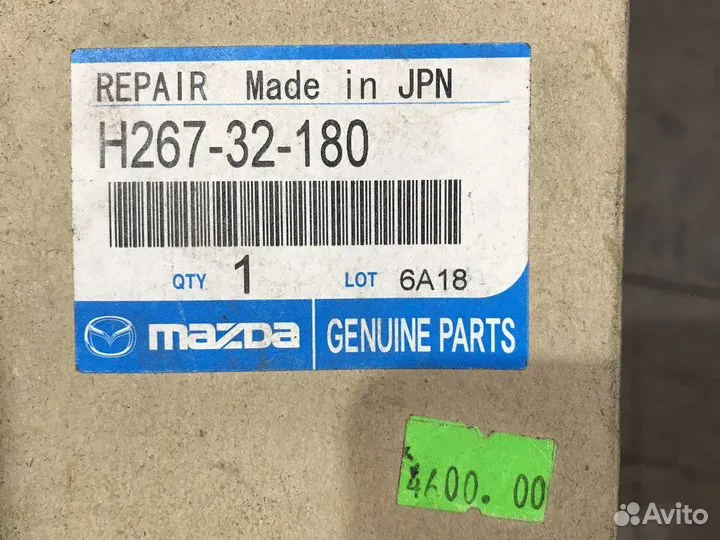 REPAIR Made in JPN
H267-32-180
QTY 1 LOT 6A18
mazda GENUINE PARTS
4600.00
Avito